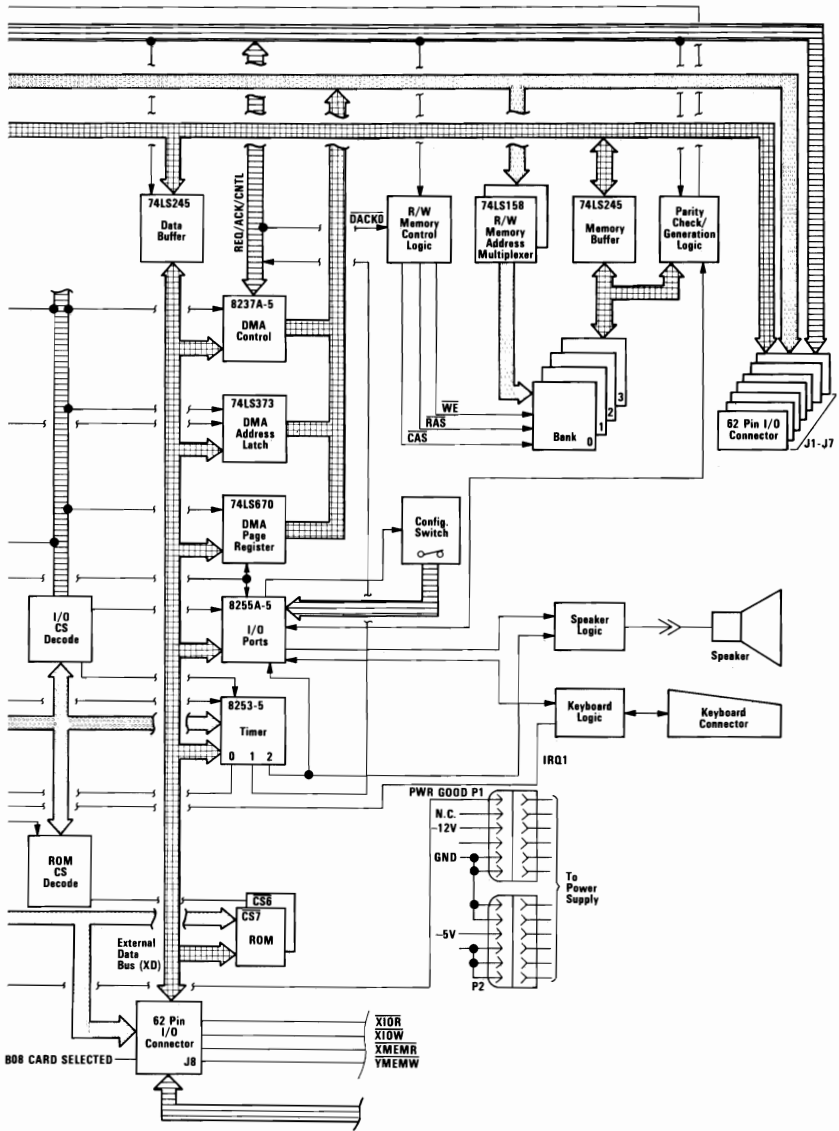 REQ/ACK/CNTL
74LS245
Data
Buffer
DACK0
R/W
Memory
Control
Logic
74LS158
R/W
Memory
Address
Multiplexer
74LS245
Memory
Buffer
Parity
Check/
Generation
Logic
8237A-5
DMA
Control
WE
RAS
CAS
Bank
0
1
2
3
62 Pin I/O
Connector
J1-J7
74LS373
DMA
Address
Latch
74LS670
DMA
Page
Register
Config.
Switch
I/O
CS
Decode
8255A-5
I/O
Ports
Speaker
Logic
Speaker
8253-5
Timer
0 1 2
Keyboard
Logic
Keyboard
Connector
IRQ1
PWR GOOD P1
N.C.
-12V
GND
-5V
P2
To
Power
Supply
ROM
CS
Decode
CS6
CS7
ROM
External
Data
Bus (XD)
62 Pin
I/O
Connector
J8
B08 CARD SELECTED
XIOR
XIOW
XMEMR
YMEMW